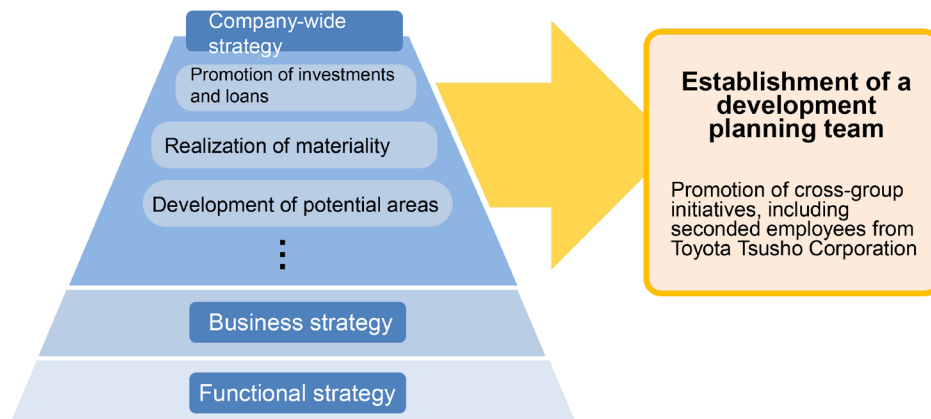 Company-wide
strategy
Promotion of investments
and loans
Realization of materiality
Development of potential areas
Business strategy
Functional strategy
Establishment of a
development
planning team
Promotion of cross-group
initiatives, including
seconded employees from
Toyota Tsusho Corporation